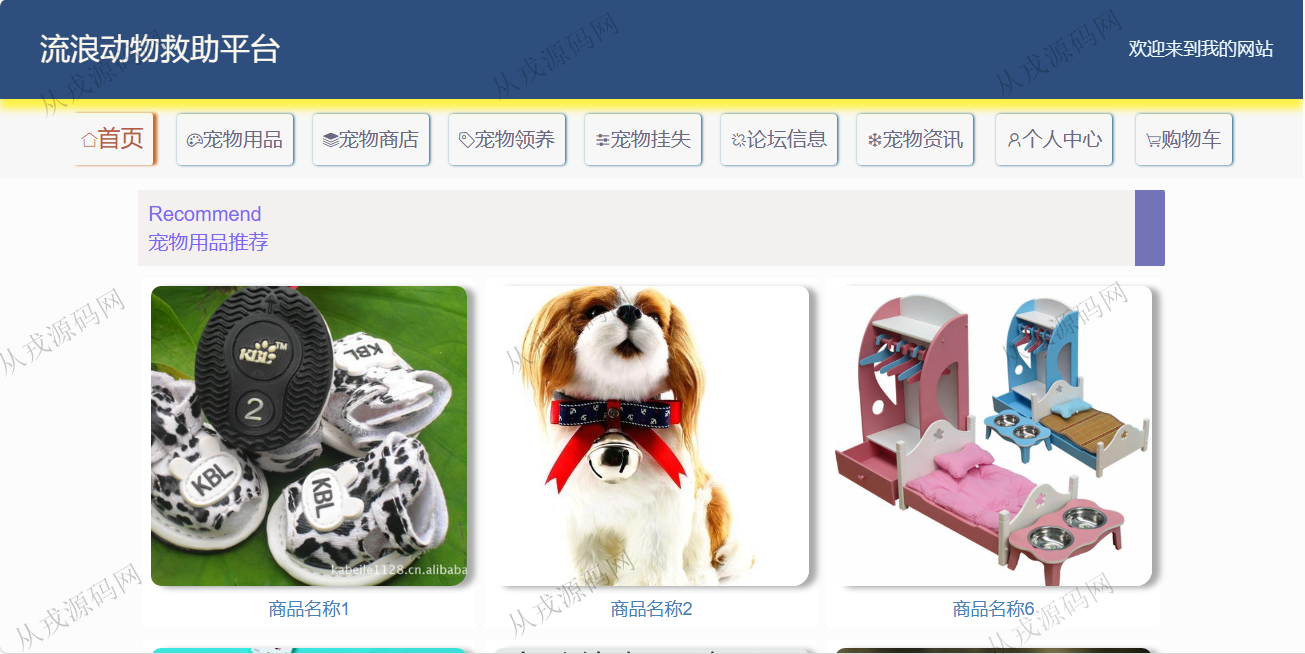 流浪动物救助平台
欢迎来到我的网站
首页
宠物用品
宠物商店
宠物领养
宠物挂失
论坛信息
宠物资讯
个人中心
购物车
Recommend
宠物用品推荐
KBL TM
2
KBL
KBL
KBL
kabeile1128.cn.alibaba
商品名称1
商品名称2
商品名称6
从戎源码网
从戎源码网
从戎源码网
从戎源码网
从戎源码网
从戎源码网
从戎源码网
从戎源码网
从戎源码网